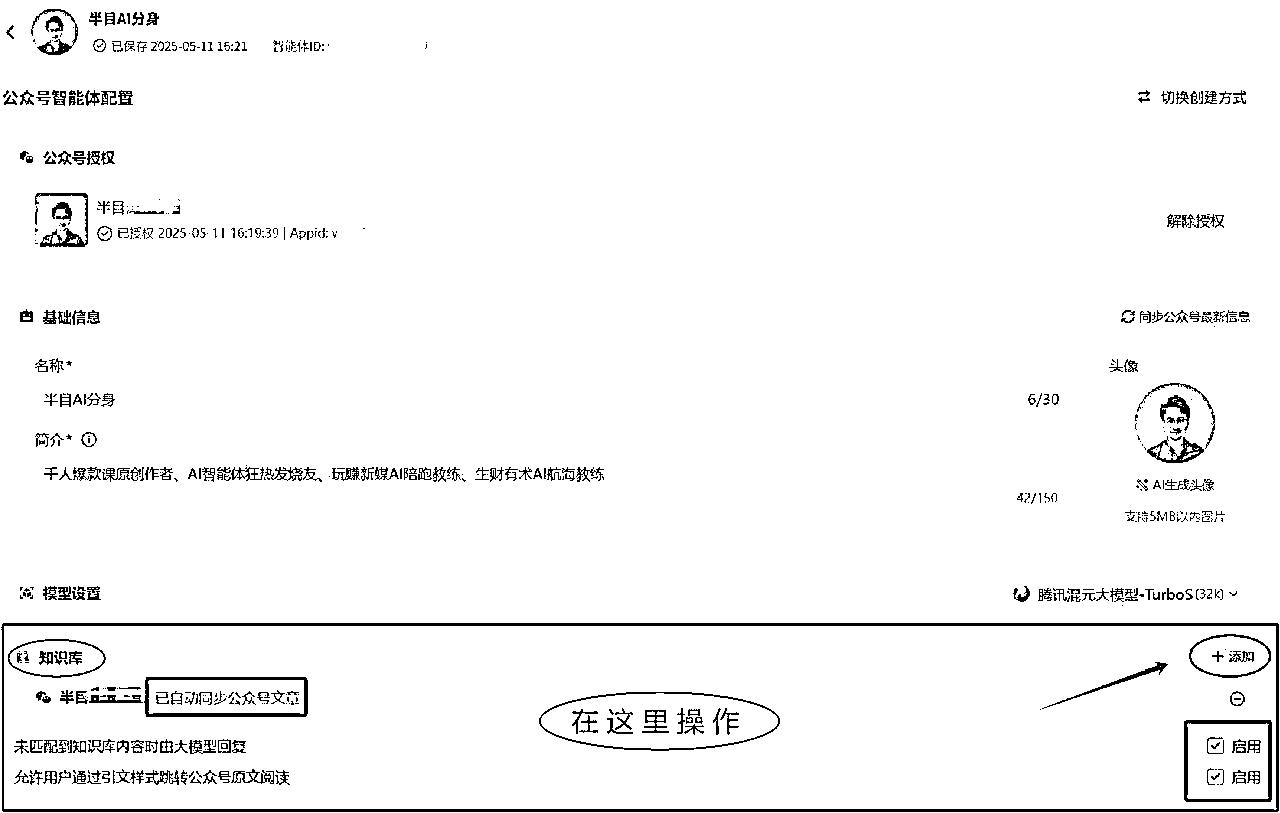 半目AI分身
已保存 2025-05-11 16:21 智能体ID:
公众号智能体配置 切换创建方式
公众号授权
半目
已授权 2025-05-11 16:19:39 | Appid: v
解除授权
基础信息 同步公众号最新信息
名称* 头像
半目AI分身 6/30
简介*
千人爆款课原创作者、AI智能体狂热发烧友、玩赚新媒AI陪跑教练、生财有术AI航海教练
AI生成头像
42/150
支持5MB以内图片
模型设置 腾讯混元大模型-TurboS(32k)
知识库 +添加
半目 已自动同步公众号文章
在这里操作
未匹配到知识库内容时由大模型回复 启用
允许用户通过引文样式跳转公众号原文阅读 启用